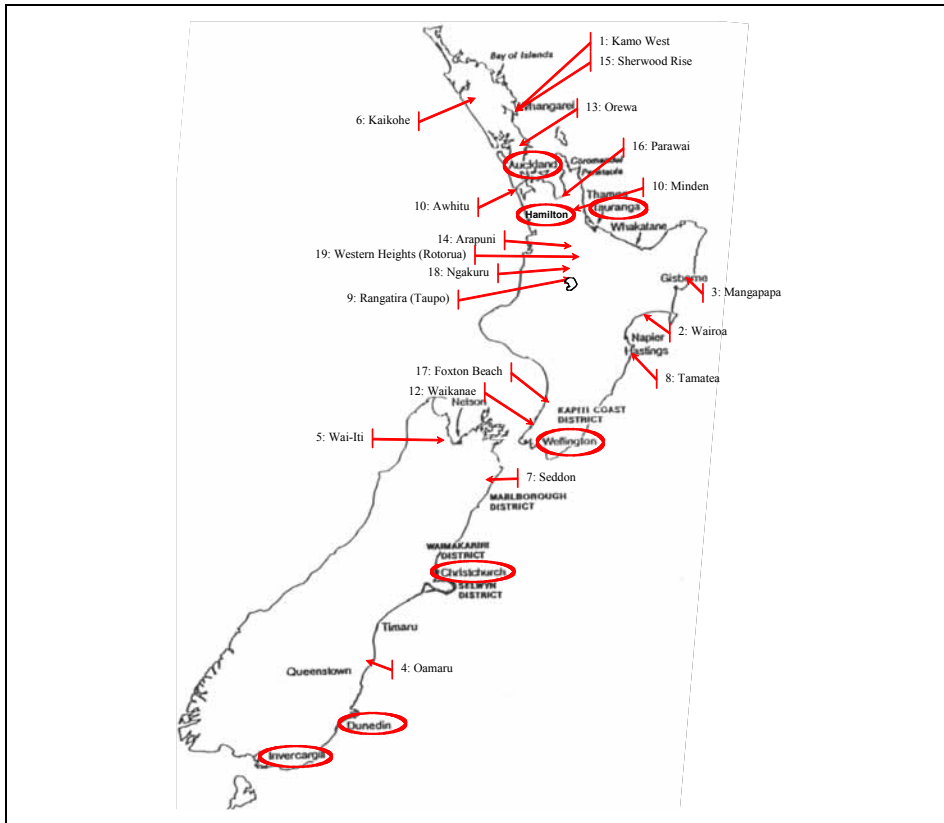 1: Kamo West
Bay of Islands
15: Sherwood Rise
Whangarei
13: Orewa
6: Kaikohe
16: Parawai
Auckland
Coromandel
Peninsula
10: Minden
Thames
10: Awhitu
Hamilton
Tauranga
Whakatane
14: Arapuni
19: Western Heights (Rotorua)
18: Ngakuru
Gisborne
9: Rangatira (Taupo)
3: Mangapapa
2: Wairoa
Napier
Hastings
17: Foxton Beach
8: Tamatea
12: Waikanae
Nelson
KAPITI COAST
DISTRICT
5: Wai-Iti
Wellington
7: Seddon
MARLBOROUGH
DISTRICT
WAIMAKARIRI
DISTRICT
Christchurch
SELWYN
DISTRICT
Timaru
Queenstown
4: Oamaru
Dunedin
Invercargill